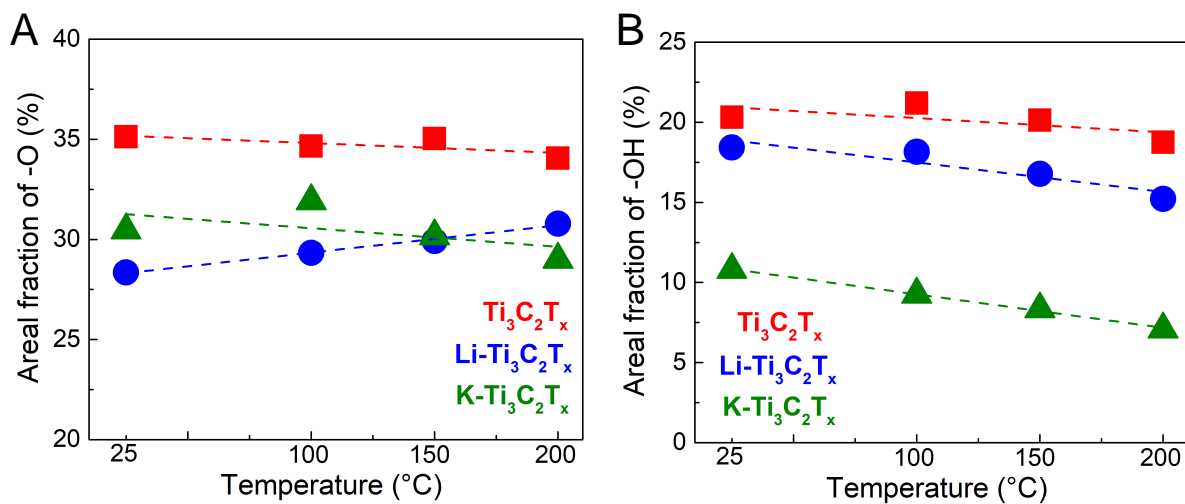 A
Areal fraction of -O (%)
40
35
30
25
20
Ti₃C₂Tₓ
Li-Ti₃C₂Tₓ
K-Ti₃C₂Tₓ
25
100
150
200
Temperature (°C)
B
Areal fraction of -OH (%)
25
20
15
10
5
0
Ti₃C₂Tₓ
Li-Ti₃C₂Tₓ
K-Ti₃C₂Tₓ
25
100
150
200
Temperature (°C)